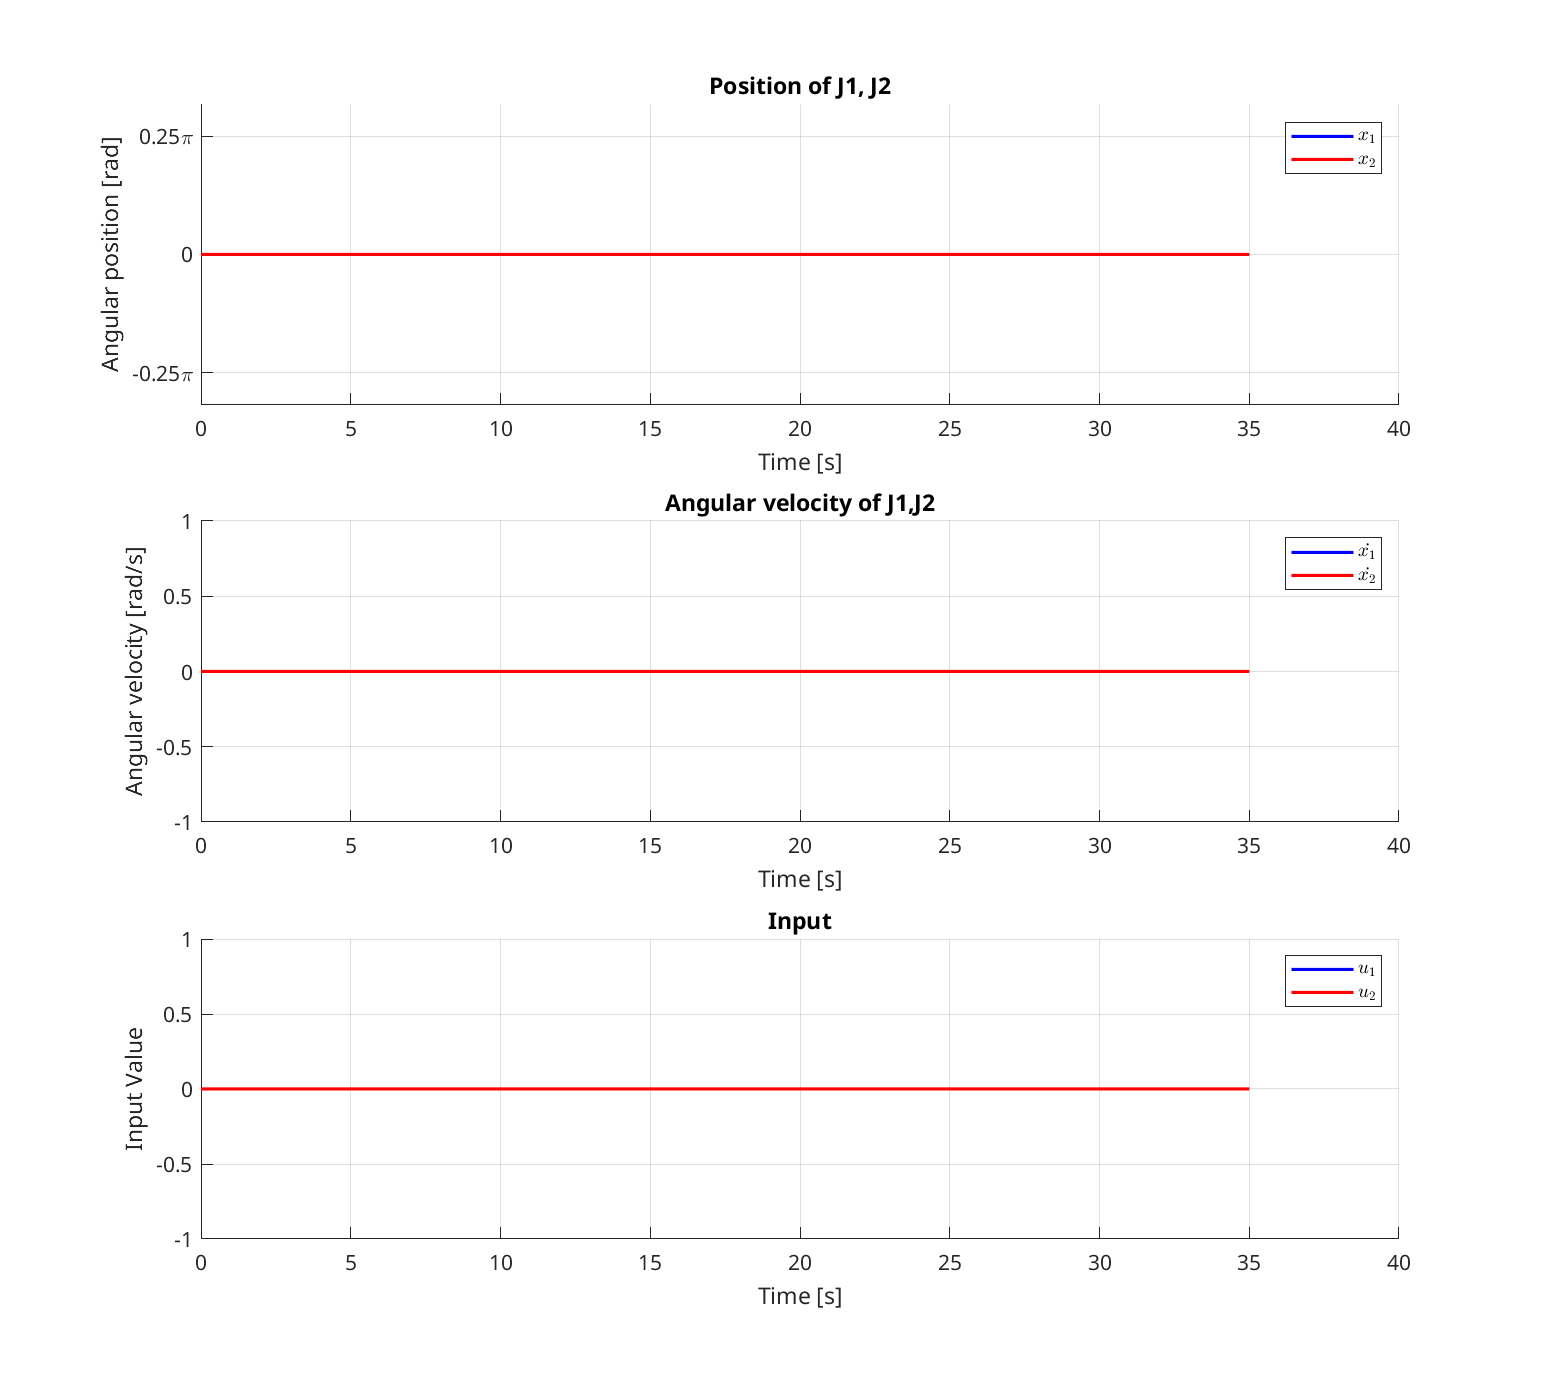 Position of J1, J2
Angular position [rad]
0.25π
0
-0.25π
x₁
x₂
0 5 10 15 20 25 30 35 40
Time [s]
Angular velocity of J1,J2
Angular velocity [rad/s]
1
0.5
0
-0.5
-1
ẋ₁
ẋ₂
0 5 10 15 20 25 30 35 40
Time [s]
Input
Input Value
1
0.5
0
-0.5
-1
u₁
u₂
0 5 10 15 20 25 30 35 40
Time [s]